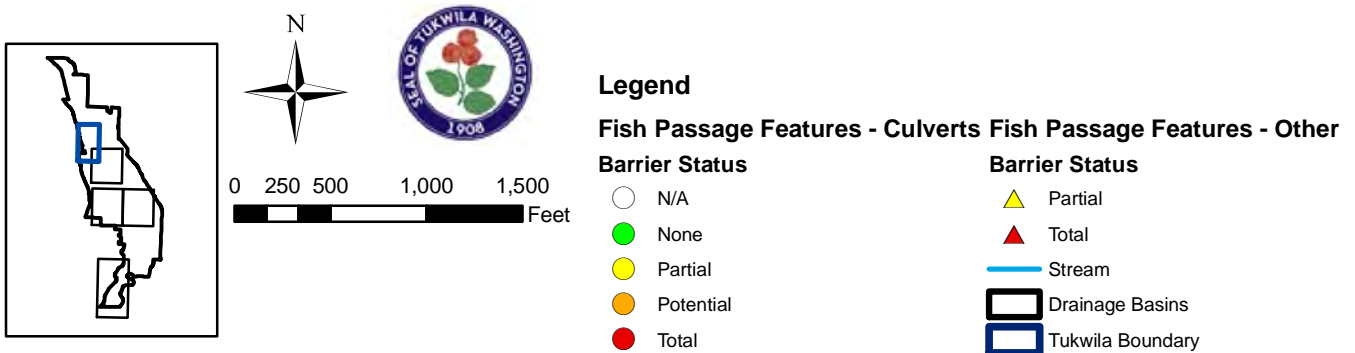 N
SEAL OF TUKWILA WASHINGTON
1908
0 250 500 1,000 1,500
Feet
Legend
Fish Passage Features - Culverts
Barrier Status
N/A
None
Partial
Potential
Total
Fish Passage Features - Other
Barrier Status
Partial
Total
Stream
Drainage Basins
Tukwila Boundary